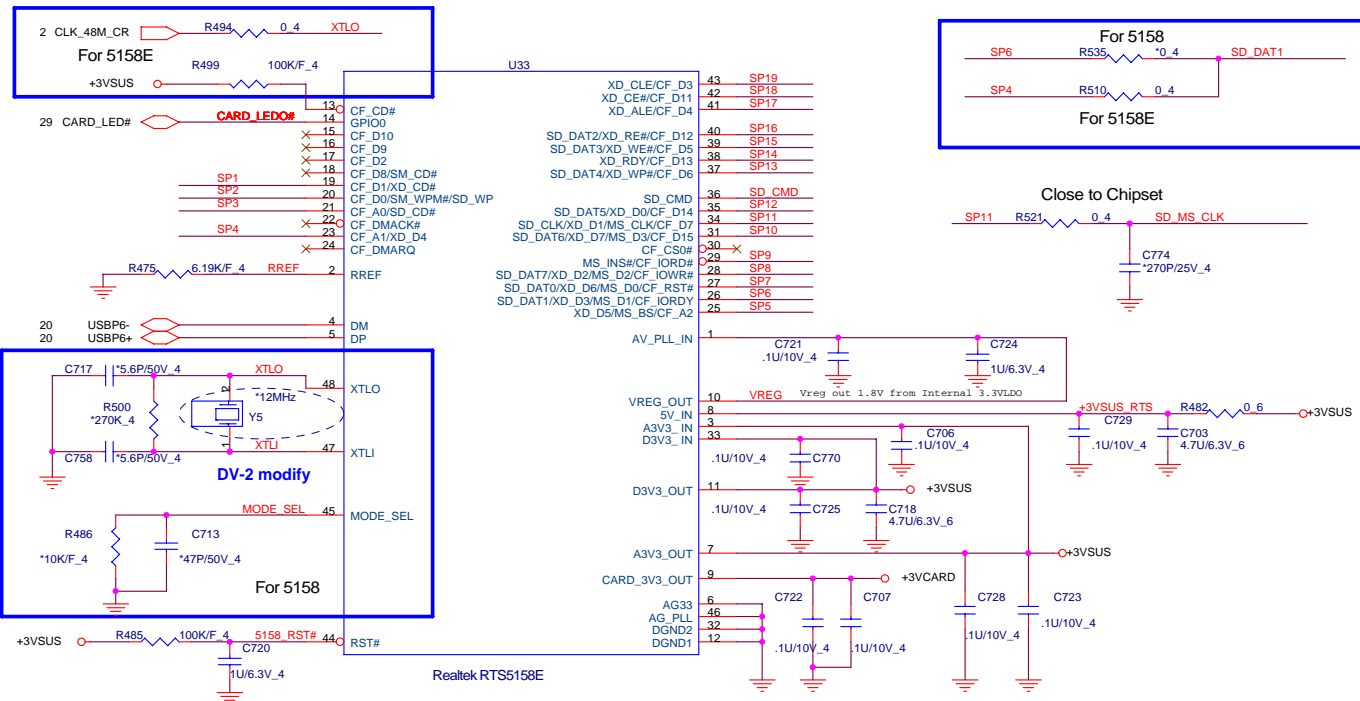 2 CLK_48M_CR R494 0_4 XTLO
For 5158E
R499 100K/F_4
+3VSUS
29 CARD_LED# CARD_LEDO#
SP1
SP2
SP3
SP4
R475 6.19K/F_4 RREF
20 USBP6-
20 USBP6+
C717 *5.6P/50V_4 XTLO
R500
*270K_4
2
*12MHz
Y5
1
C758 *5.6P/50V_4 XTLI
DV-2 modify
MODE_SEL
R486
*10K/F_4
C713
*47P/50V_4
For 5158
+3VSUS R485 100K/F_4 5158_RST#
C720
1U/6.3V_4
U33
13 CF_CD#
14 GPIO0
15 CF_D10
16 CF_D9
17 CF_D2
18 CF_D8/SM_CD#
19 CF_D1/XD_CD#
20 CF_D0/SM_WPM#/SD_WP
21 CF_A0/SD_CD#
22 CF_DMACK#
23 CF_A1/XD_D4
24 CF_DMARQ
2 RREF
4 DM
5 DP
48 XTLO
47 XTLI
45 MODE_SEL
44 RST#
XD_CLE/CF_D3 43 SP19
XD_CE#/CF_D11 42 SP18
XD_ALE/CF_D4 41 SP17
SD_DAT2/XD_RE#/CF_D12 40 SP16
SD_DAT3/XD_WE#/CF_D5 39 SP15
XD_RDY/CF_D13 38 SP14
SD_DAT4/XD_WP#/CF_D6 37 SP13
SD_CMD 36 SD_CMD
SD_DAT5/XD_D0/CF_D14 35 SP12
SD_CLK/XD_D1/MS_CLK/CF_D7 34 SP11
SD_DAT6/XD_D7/MS_D3/CF_D15 31 SP10
CF_CS0# 30
MS_INS#/CF_IORD# 29 SP9
SD_DAT7/XD_D2/MS_D2/CF_IOWR# 28 SP8
SD_DAT0/XD_D6/MS_D0/CF_RST# 27 SP7
SD_DAT1/XD_D3/MS_D1/CF_IORDY 26 SP6
XD_D5/MS_BS/CF_A2 25 SP5
AV_PLL_IN 1
VREG_OUT 10 VREG
5V_IN 8
A3V3_IN 3
D3V3_IN 33
D3V3_OUT 11
A3V3_OUT 7
CARD_3V3_OUT 9
AG33 6
AG_PLL 46
DGND2 32
DGND1 12
Realtek RTS5158E
C721
.1U/10V_4
C724
1U/6.3V_4
Vreg out 1.8V from Internal 3.3VLDO
+3VSUS_RTS R482 0_6 +3VSUS
C729
.1U/10V_4
C703
4.7U/6.3V_6
C706
.1U/10V_4
.1U/10V_4 C770
+3VSUS
.1U/10V_4 C725
C718
4.7U/6.3V_6
+3VSUS
+3VCARD
C722
.1U/10V_4
C707
.1U/10V_4
C728
.1U/10V_4
C723
.1U/10V_4
For 5158
SP6 R535 *0_4 SD_DAT1
SP4 R510 0_4
For 5158E
Close to Chipset
SP11 R521 0_4 SD_MS_CLK
C774
*270P/25V_4